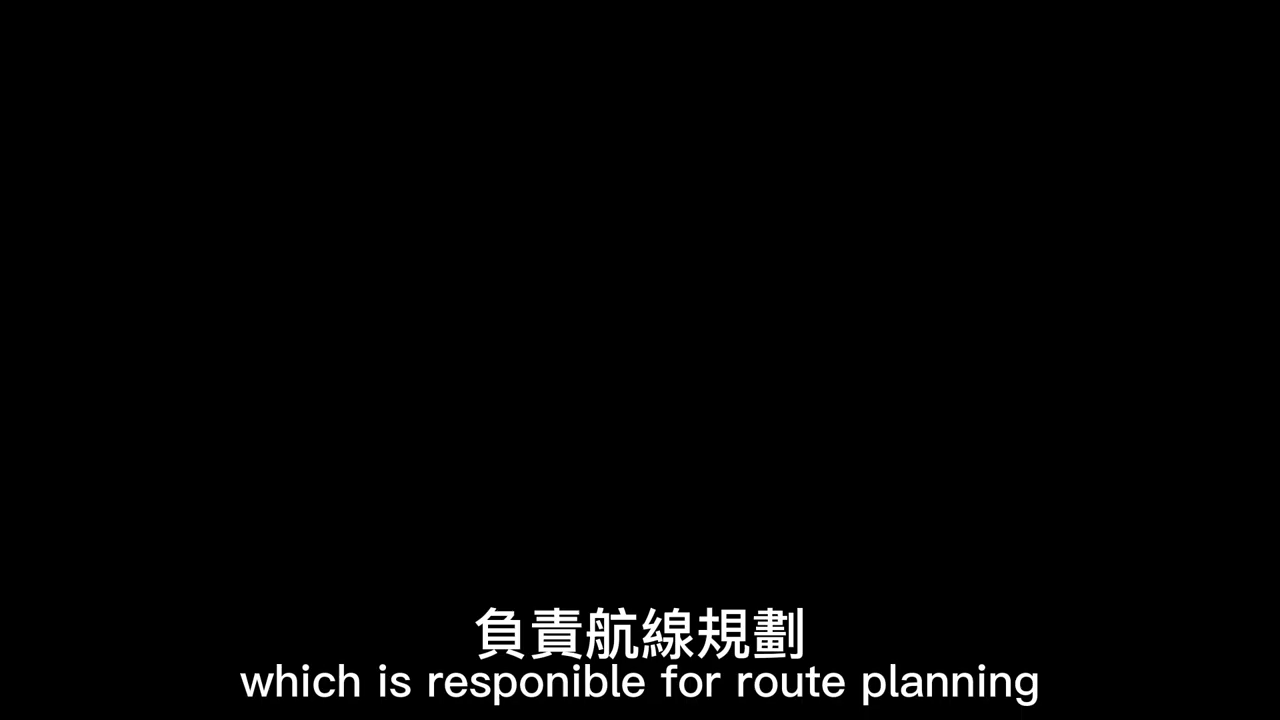 負責航線規劃
which is responible for route planning